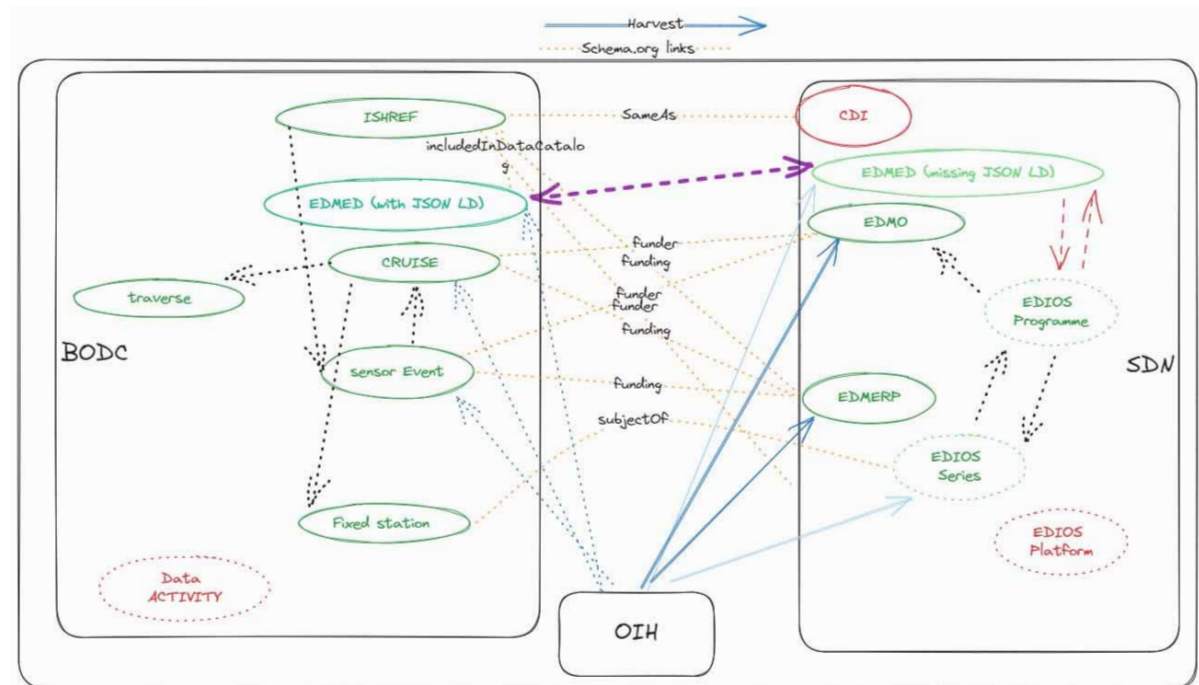 Harvest
Schema.org links
ISHREF
SameAs
CDI
includedInDataCatalo
g
EDMED (missing JSON LD)
EDMED (with JSON LD)
EDMO
funder
CRUISE
funding
traverse
funder
funder
EDIOS
Programme
funding
BODC
SDN
sensor Event
funding
EDMERP
subjectOf
EDIOS
Series
Fixed station
EDIOS
Platform
Data
ACTIVITY
OIH